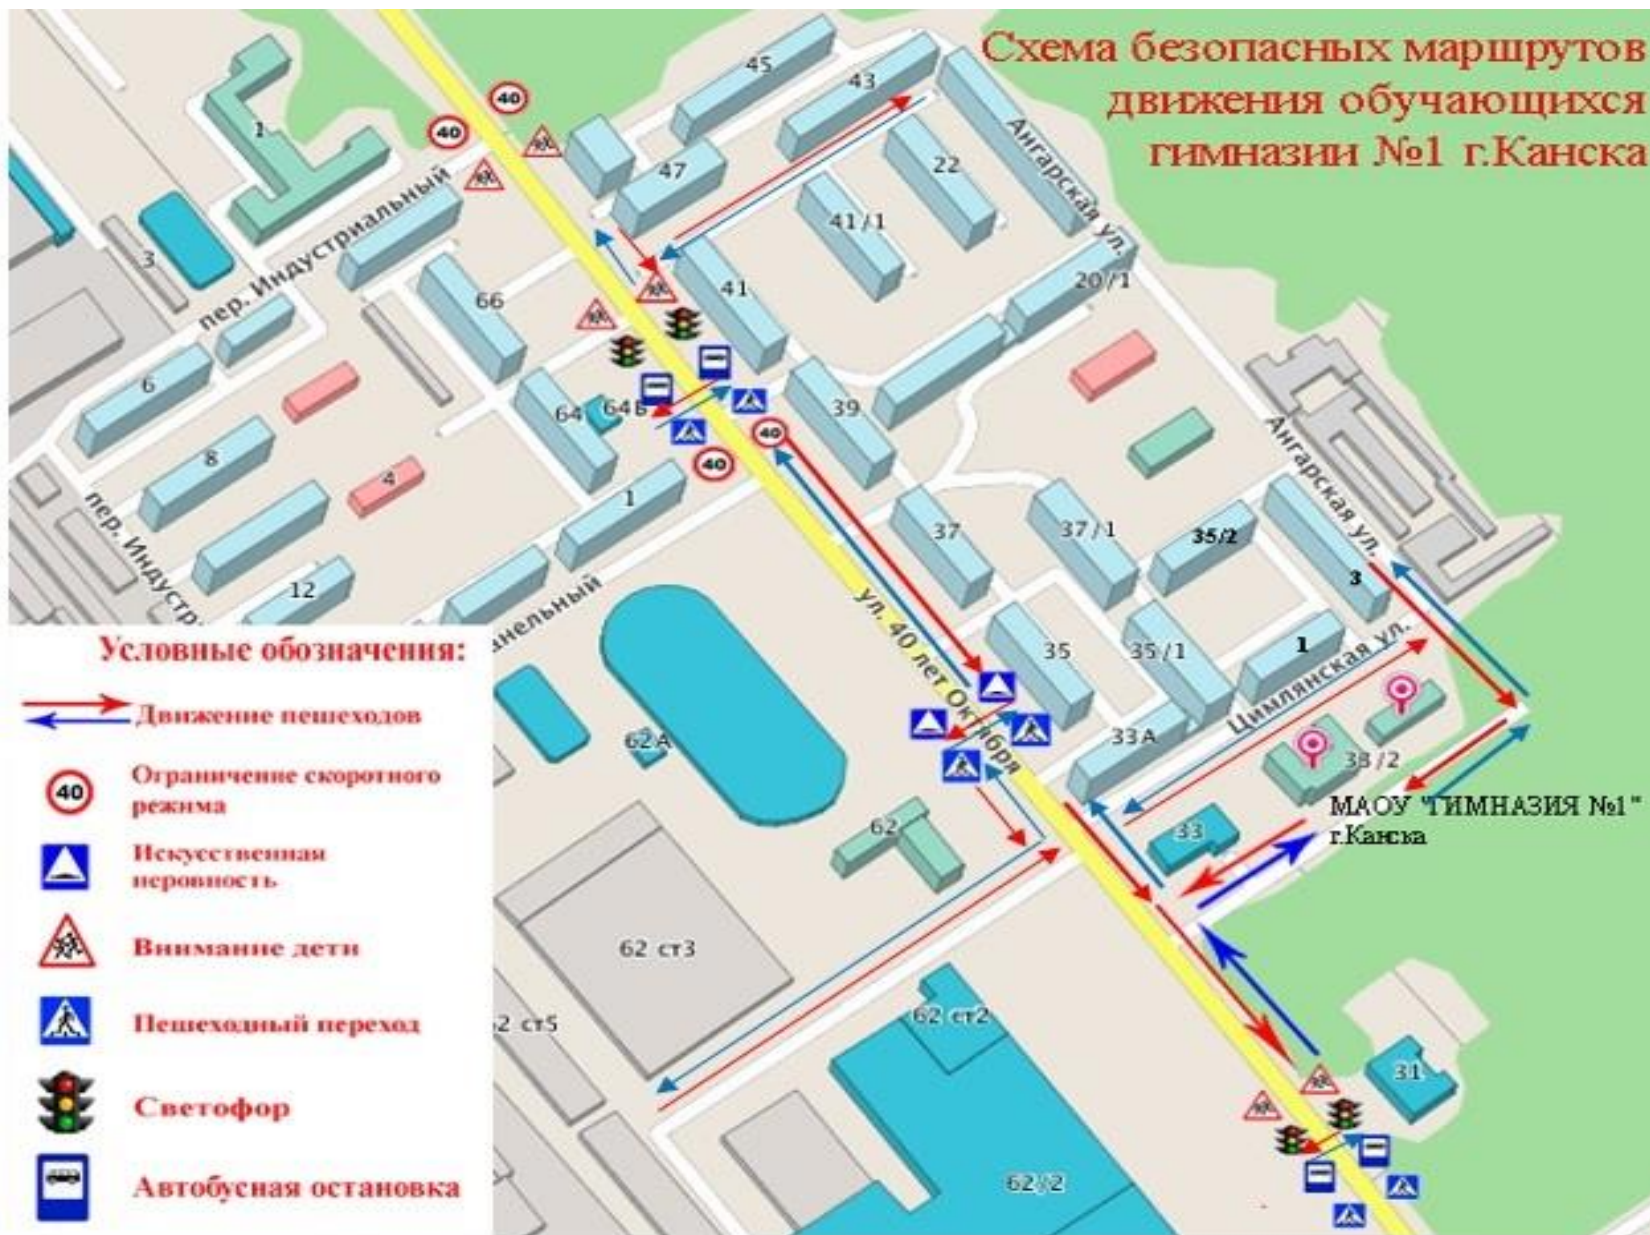 Схема безопасных маршрутов
движения обучающихся
гимназии №1 г.Канска
45
43
40
40
1
47
22
Ангарская ул.
41/1
пер. Индустриальный
3
66
41
20/1
6
64
64Б
39
40
40
8
4
1
37
37/1
35/2
Ангарская ул.
3
пер. Индустр
12
анельный
ул. 40 лет Октября
35
35/1
1
Цимлянская ул.
33А
62А
33/2
МАОУ "ГИМНАЗИЯ №1"
г.Канска
33
62
62 ст3
62 ст2
2 ст5
31
62/2
Условные обозначения:
Движение пешеходов
40
Ограничение скоротного
режима
Искусственная
неровность
Внимание дети
Пешеходный переход
Светофор
Автобусная остановка